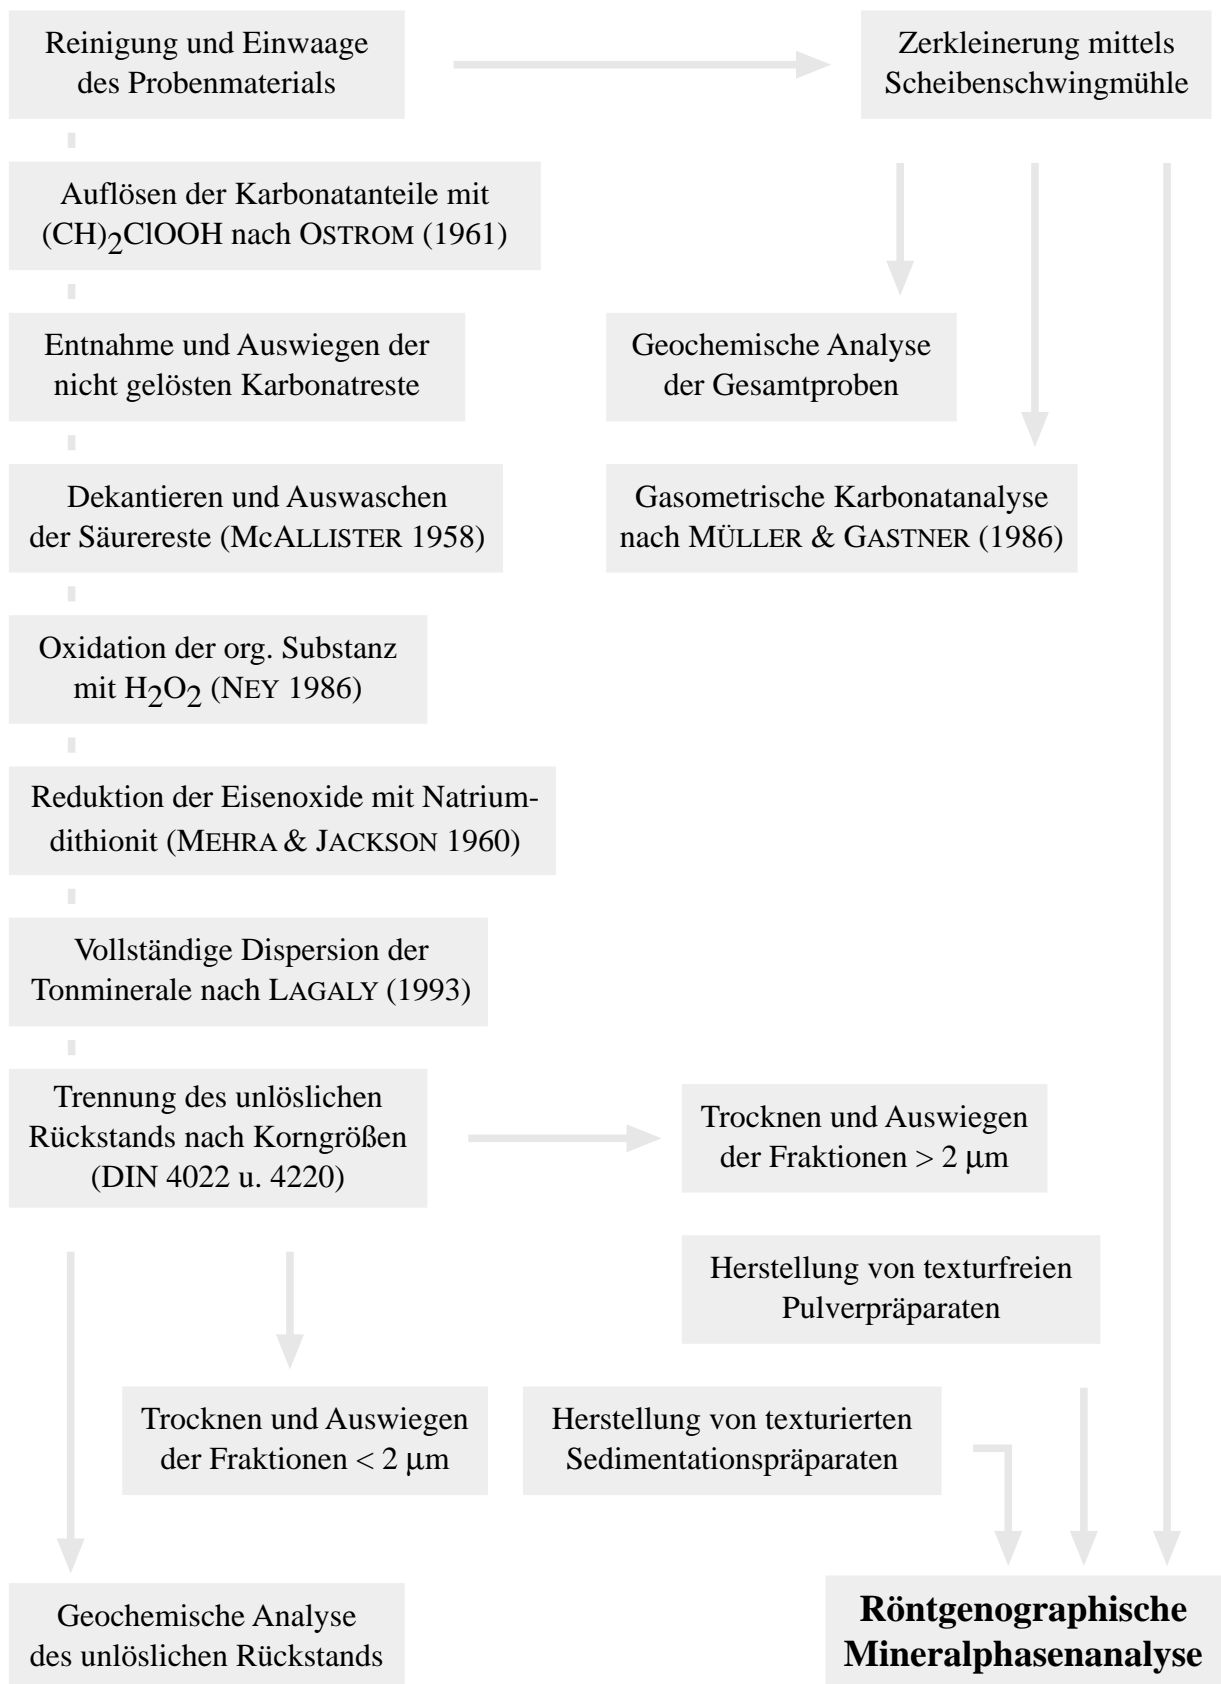 Reinigung und Einwaage
des Probenmaterials
Zerkleinerung mittels
Scheibenschwingmühle
Auflösen der Karbonatanteile mit
(CH)2ClOOH nach OSTROM (1961)
Entnahme und Auswiegen der
nicht gelösten Karbonatreste
Geochemische Analyse
der Gesamtproben
Dekantieren und Auswaschen
der Säurereste (McALLISTER 1958)
Gasometrische Karbonatanalyse
nach MÜLLER & GASTNER (1986)
Oxidation der org. Substanz
mit H2O2 (NEY 1986)
Reduktion der Eisenoxide mit Natrium-
dithionit (MEHRA & JACKSON 1960)
Vollständige Dispersion der
Tonminerale nach LAGALY (1993)
Trennung des unlöslichen
Rückstands nach Korngrößen
(DIN 4022 u. 4220)
Trocknen und Auswiegen
der Fraktionen > 2 µm
Herstellung von texturfreien
Pulverpräparaten
Trocknen und Auswiegen
der Fraktionen < 2 µm
Herstellung von texturierten
Sedimentationspräparaten
Geochemische Analyse
des unlöslichen Rückstands
Röntgenographische
Mineralphasenanalyse